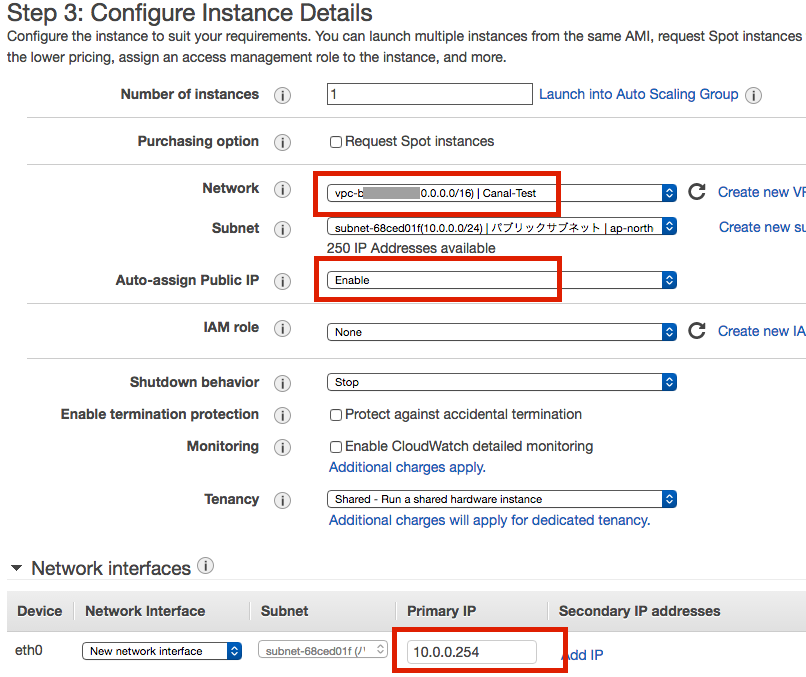 Step 3: Configure Instance Details
Configure the instance to suit your requirements. You can launch multiple instances from the same AMI, request Spot instances
the lower pricing, assign an access management role to the instance, and more.
Number of instances i 1 Launch into Auto Scaling Group i
Purchasing option i Request Spot instances
Network i vpc-b 0.0.0.0/16) | Canal-Test Create new VP
Subnet i subnet-68ced01f(10.0.0.0/24) | パブリックサブネット | ap-north Create new su
250 IP Addresses available
Auto-assign Public IP i Enable
IAM role i None Create new IA
Shutdown behavior i Stop
Enable termination protection i Protect against accidental termination
Monitoring i Enable CloudWatch detailed monitoring
Additional charges apply.
Tenancy i Shared - Run a shared hardware instance
Additional charges will apply for dedicated tenancy.
Network interfaces i
Device Network Interface Subnet Primary IP Secondary IP addresses
eth0 New network interface subnet-68ced01f (/ 10.0.0.254 Add IP